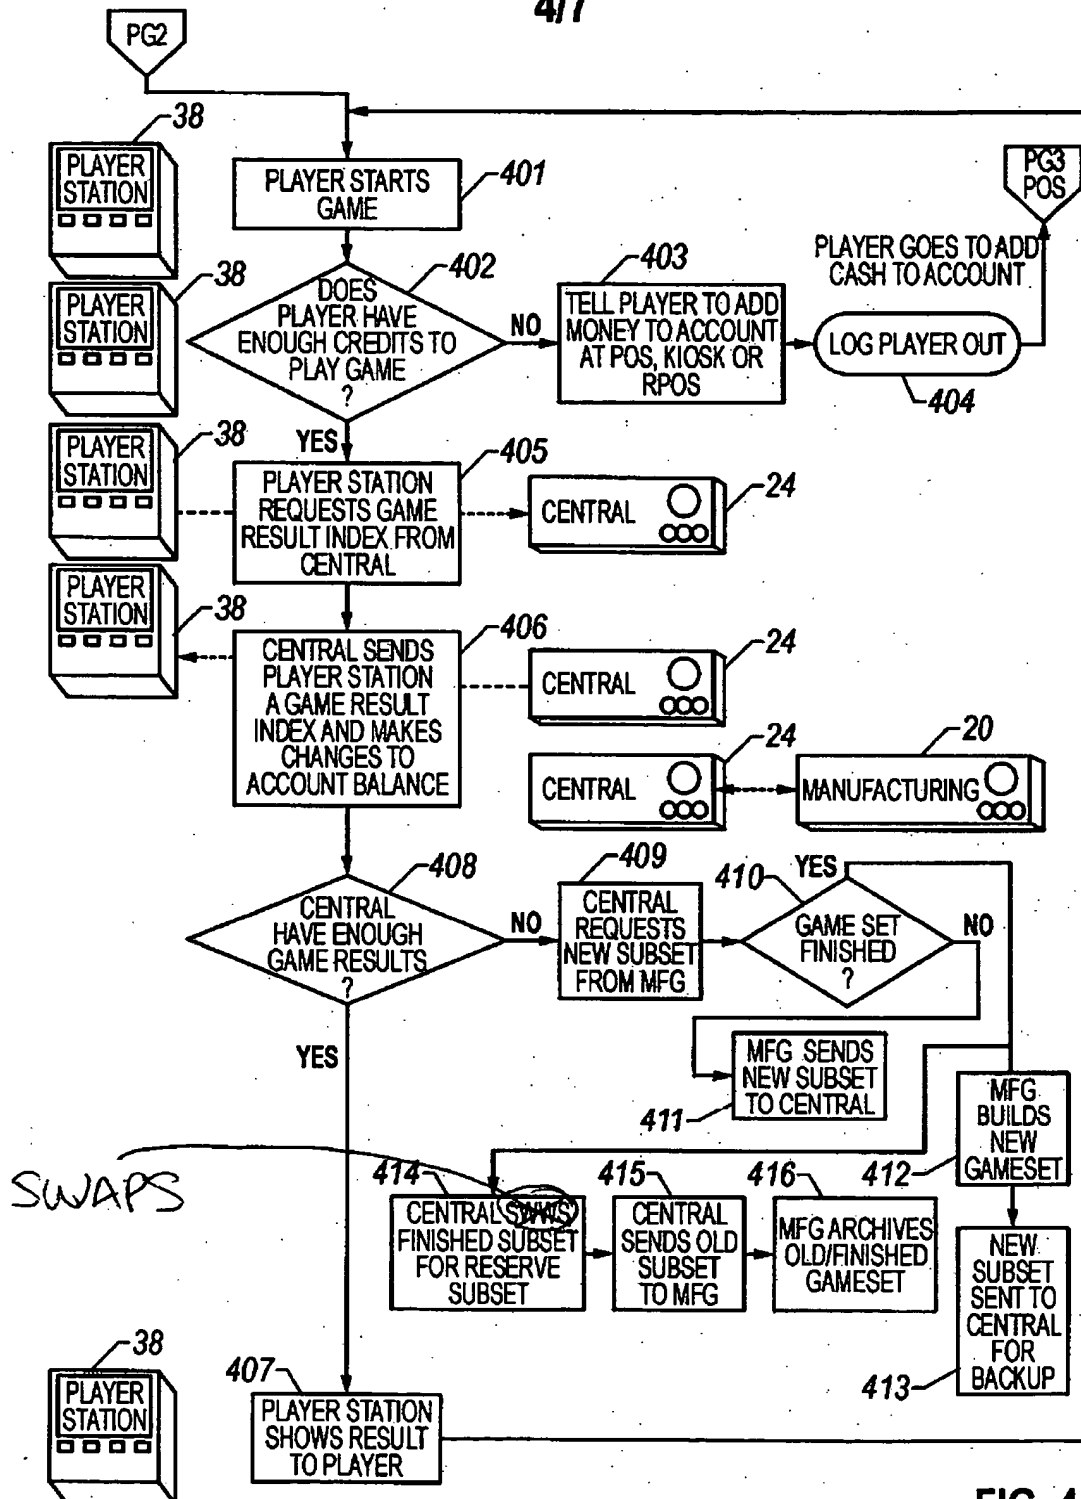 4/7
PG2
38
PLAYER
STATION
PLAYER STARTS
GAME
401
PG3
POS
PLAYER GOES TO ADD
CASH TO ACCOUNT
38
PLAYER
STATION
DOES
PLAYER HAVE
ENOUGH CREDITS TO
PLAY GAME
?
402
NO
403
TELL PLAYER TO ADD
MONEY TO ACCOUNT
AT POS, KIOSK OR
RPOS
LOG PLAYER OUT
404
YES
38
PLAYER
STATION
405
PLAYER STATION
REQUESTS GAME
RESULT INDEX FROM
CENTRAL
CENTRAL
24
38
PLAYER
STATION
406
CENTRAL SENDS
PLAYER STATION
A GAME RESULT
INDEX AND MAKES
CHANGES TO
ACCOUNT BALANCE
CENTRAL
24
CENTRAL
24
MANUFACTURING
20
408
CENTRAL
HAVE ENOUGH
GAME RESULTS
?
NO
409
CENTRAL
REQUESTS
NEW SUBSET
FROM MFG
410
YES
GAME SET
FINISHED
?
NO
YES
MFG SENDS
NEW SUBSET
TO CENTRAL
411
MFG
BUILDS
NEW
GAMESET
412
SWAPS
414
CENTRAL
FINISHED SUBSET
FOR RESERVE
SUBSET
415
CENTRAL
SENDS OLD
SUBSET
TO MFG
416
MFG ARCHIVES
OLD/FINISHED
GAMESET
NEW
SUBSET
SENT TO
CENTRAL
FOR
BACKUP
413
38
PLAYER
STATION
407
PLAYER STATION
SHOWS RESULT
TO PLAYER
FIG. 4